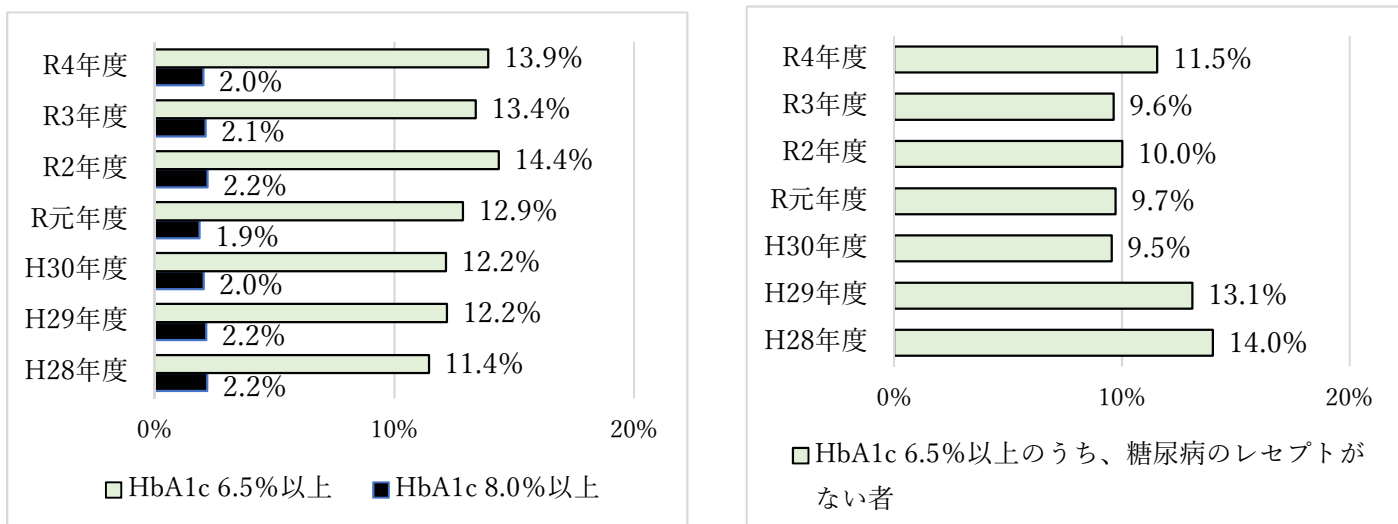 R4年度
13.9%
2.0%
R3年度
13.4%
2.1%
R2年度
14.4%
2.2%
R元年度
12.9%
1.9%
H30年度
12.2%
2.0%
H29年度
12.2%
2.2%
H28年度
11.4%
2.2%
0% 10% 20%
HbA1c 6.5%以上 HbA1c 8.0%以上
R4年度 11.5%
R3年度 9.6%
R2年度 10.0%
R元年度 9.7%
H30年度 9.5%
H29年度 13.1%
H28年度 14.0%
0% 10% 20%
HbA1c 6.5%以上のうち、糖尿病のレセプトが
ない者